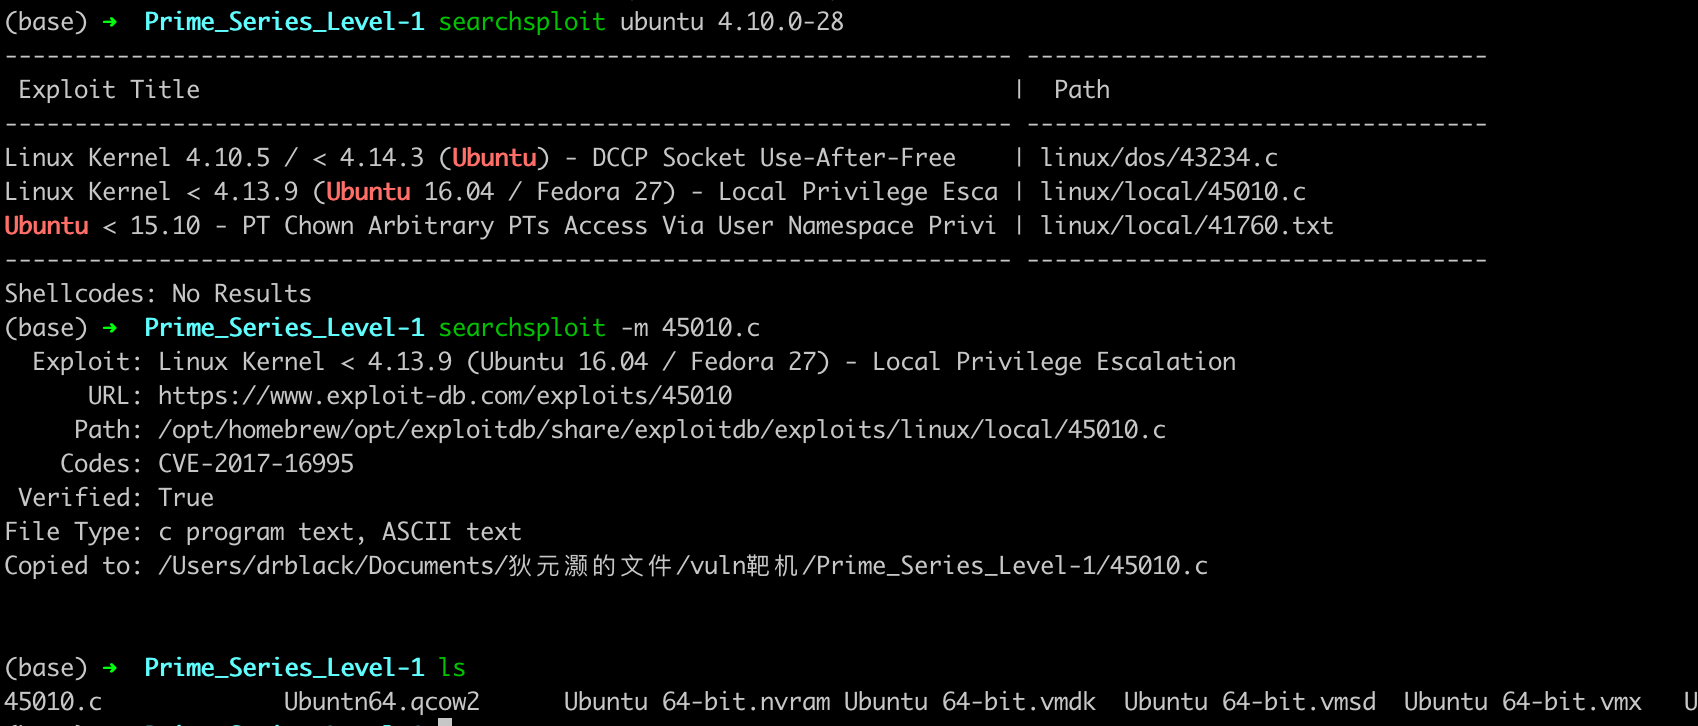 (base) ➜  Prime_Series_Level-1 searchsploit ubuntu 4.10.0-28
------------------------------------------------------------------------ ---------------------------------
 Exploit Title                                                          |  Path
------------------------------------------------------------------------ ---------------------------------
Linux Kernel 4.10.5 / < 4.14.3 (Ubuntu) - DCCP Socket Use-After-Free    | linux/dos/43234.c
Linux Kernel < 4.13.9 (Ubuntu 16.04 / Fedora 27) - Local Privilege Esca | linux/local/45010.c
Ubuntu < 15.10 - PT Chown Arbitrary PTs Access Via User Namespace Privi | linux/local/41760.txt
------------------------------------------------------------------------ ---------------------------------
Shellcodes: No Results
(base) ➜  Prime_Series_Level-1 searchsploit -m 45010.c
  Exploit: Linux Kernel < 4.13.9 (Ubuntu 16.04 / Fedora 27) - Local Privilege Escalation
      URL: https://www.exploit-db.com/exploits/45010
     Path: /opt/homebrew/opt/exploitdb/share/exploitdb/exploits/linux/local/45010.c
    Codes: CVE-2017-16995
 Verified: True
File Type: c program text, ASCII text
Copied to: /Users/drblack/Documents/狄元灏的文件/vuln靶机/Prime_Series_Level-1/45010.c
(base) ➜  Prime_Series_Level-1 ls
45010.c             Ubuntn64.qcow2      Ubuntu 64-bit.nvram Ubuntu 64-bit.vmdk  Ubuntu 64-bit.vmsd  Ubuntu 64-bit.vmx   U